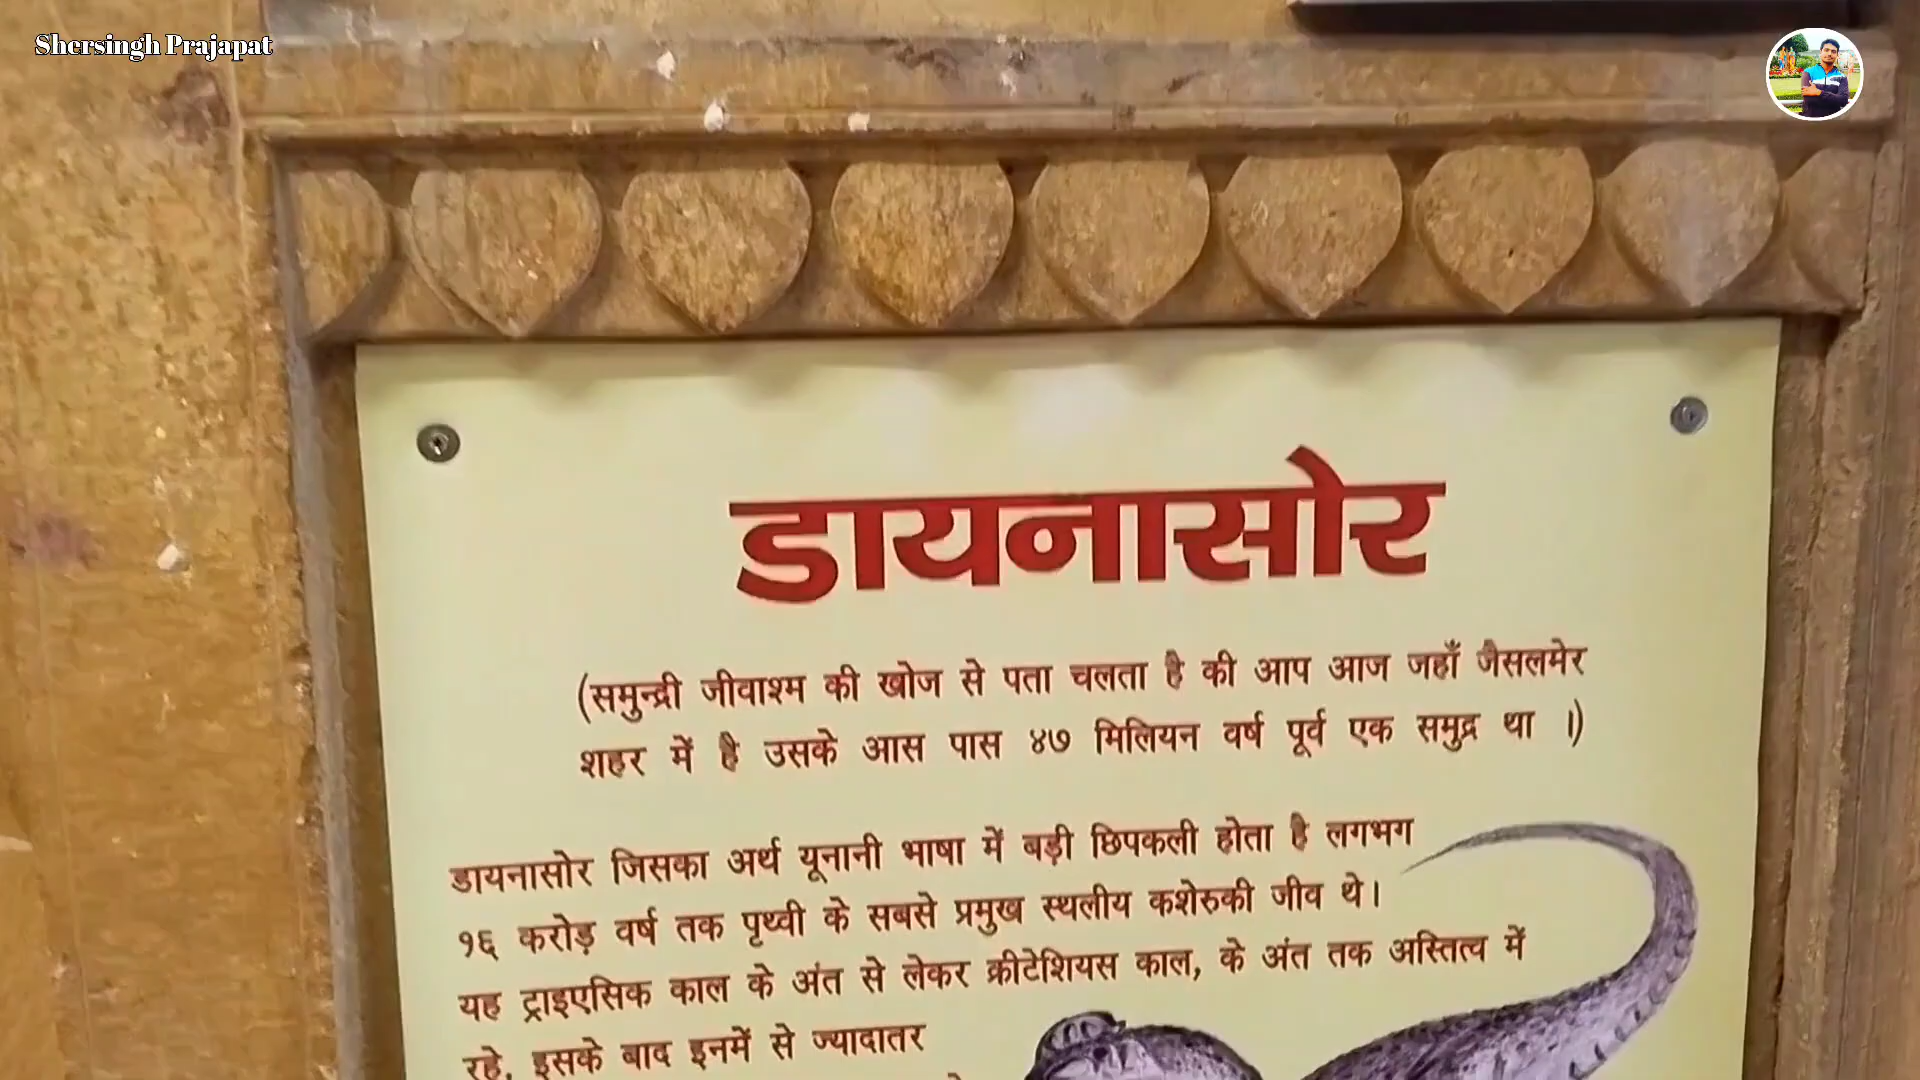 Shersingh Prajapat
डायनासोर
(समुन्द्री जीवाश्म की खोज से पता चलता है की आप आज जहाँ जैसलमेर
शहर में है उसके आस पास ४७ मिलियन वर्ष पूर्व एक समुद्र था ।)
डायनासोर जिसका अर्थ यूनानी भाषा में बड़ी छिपकली होता है लगभग
१६ करोड़ वर्ष तक पृथ्वी के सबसे प्रमुख स्थलीय कशेरुकी जीव थे।
यह ट्राइएसिक काल के अंत से लेकर क्रीटेशियस काल, के अंत तक अस्तित्व में
रहे, इसके बाद इनमें से ज्यादातर